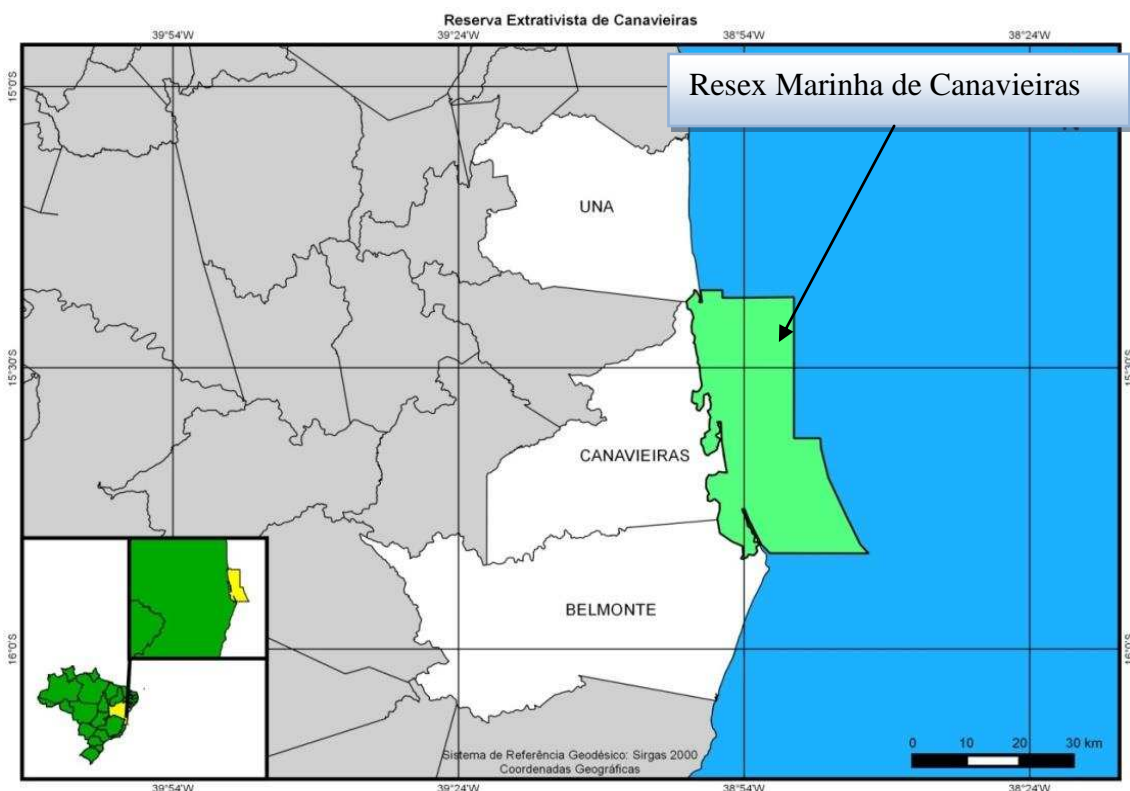 Reserva Extrativista de Canavieiras
39°54'W 39°24'W 38°54'W 38°24'W
Resex Marinha de Canavieiras
15°0'S
UNA
15°30'S 15°30'S
CANAVIEIRAS
BELMONTE
16°0'S 16°0'S
Sistema de Referência Geodésico: Sirgas 2000
Coordenadas Geográficas
0 10 20 30 km
39°54'W 39°24'W 38°54'W 38°24'W